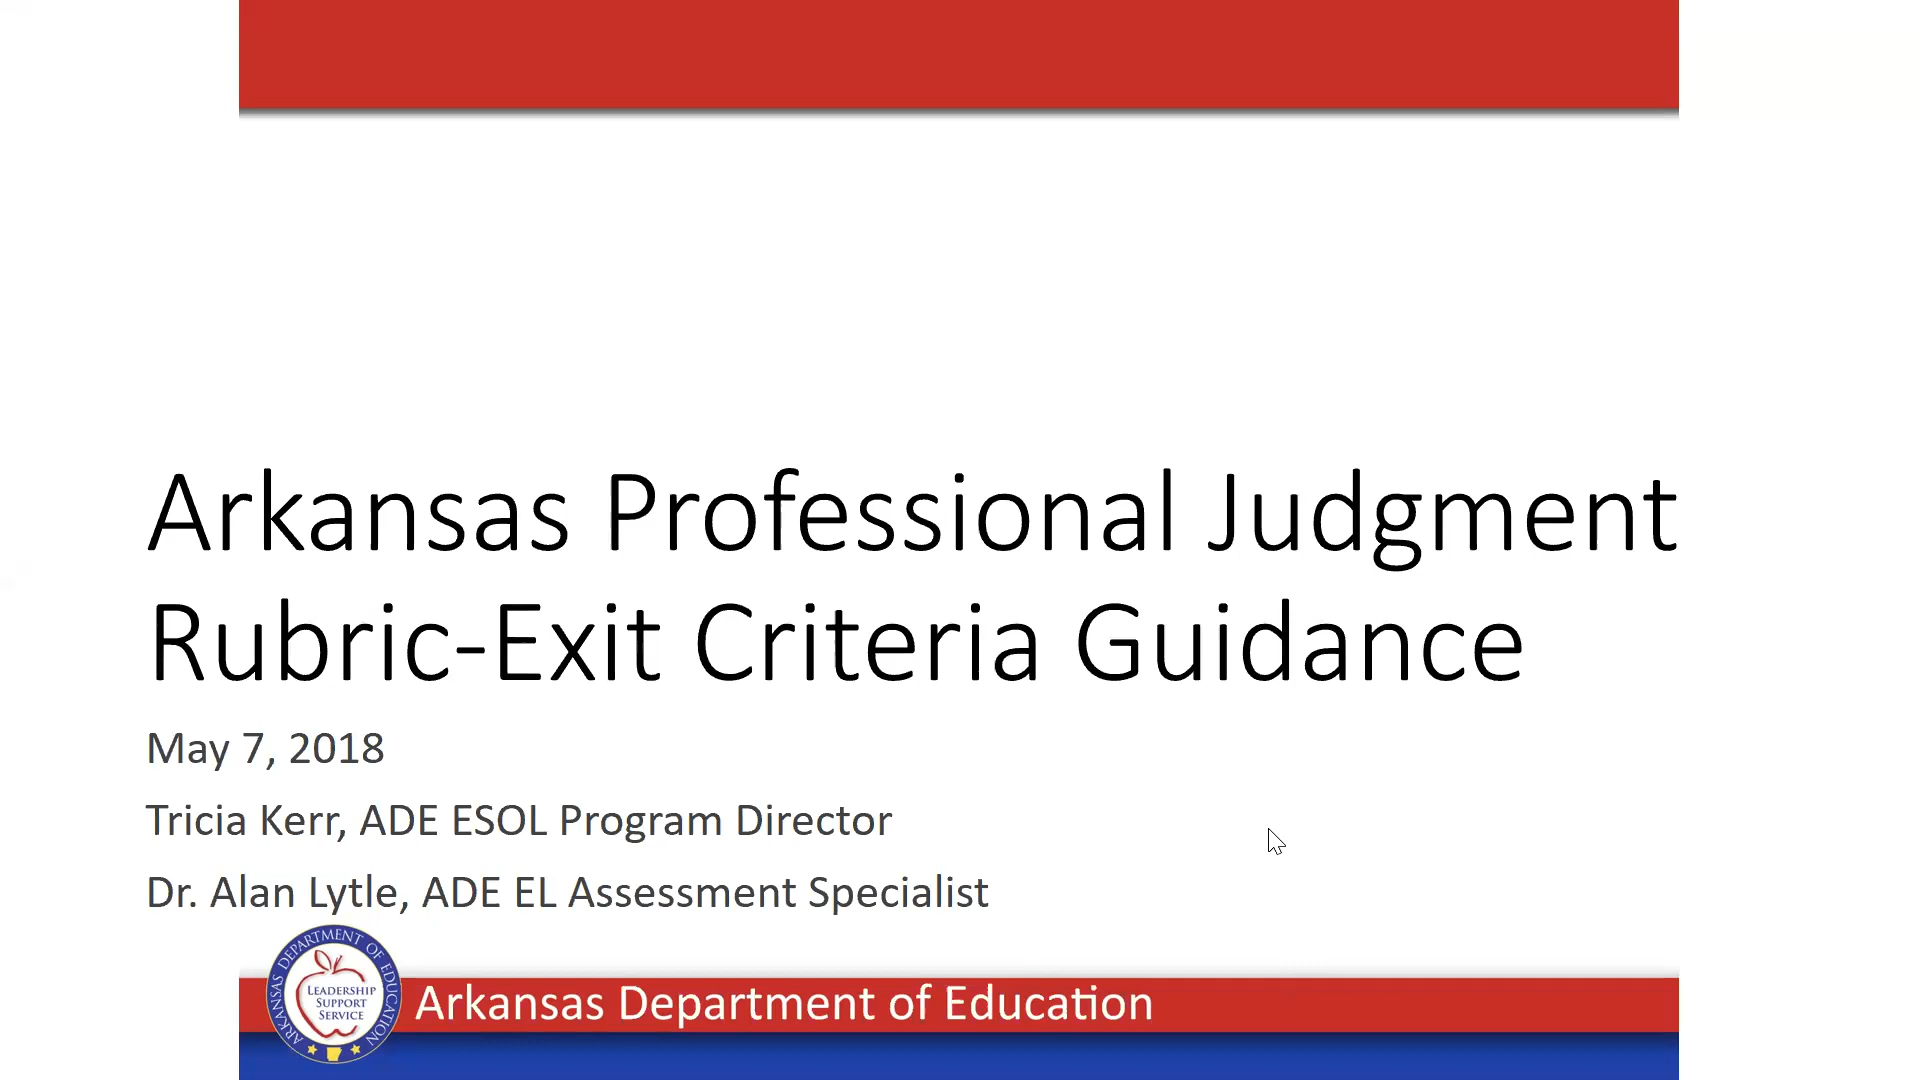 Arkansas Professional Judgment
Rubric-Exit Criteria Guidance
May 7, 2018
Tricia Kerr, ADE ESOL Program Director
Dr. Alan Lytle, ADE EL Assessment Specialist
ARKANSAS DEPARTMENT OF EDUCATION
LEADERSHIP
SUPPORT
SERVICE
Arkansas Department of Education